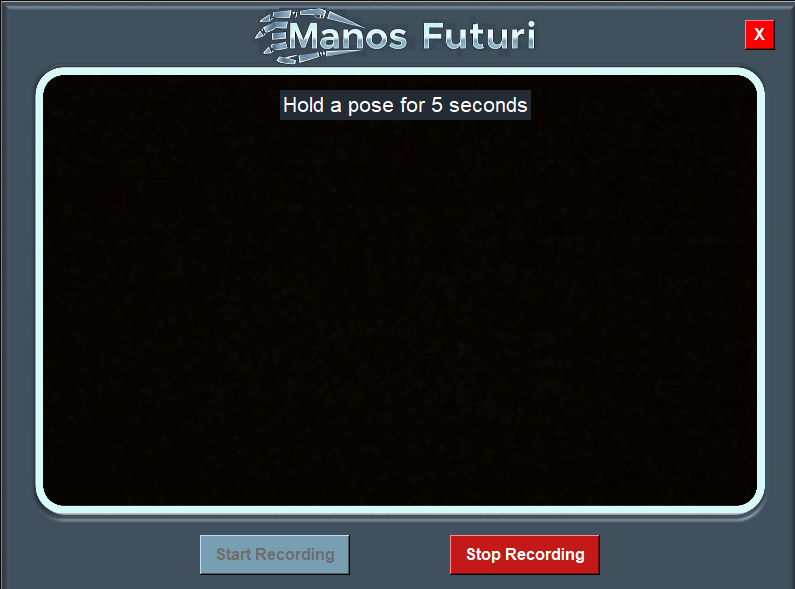 Manos Futuri
X
Hold a pose for 5 seconds
Start Recording
Stop Recording